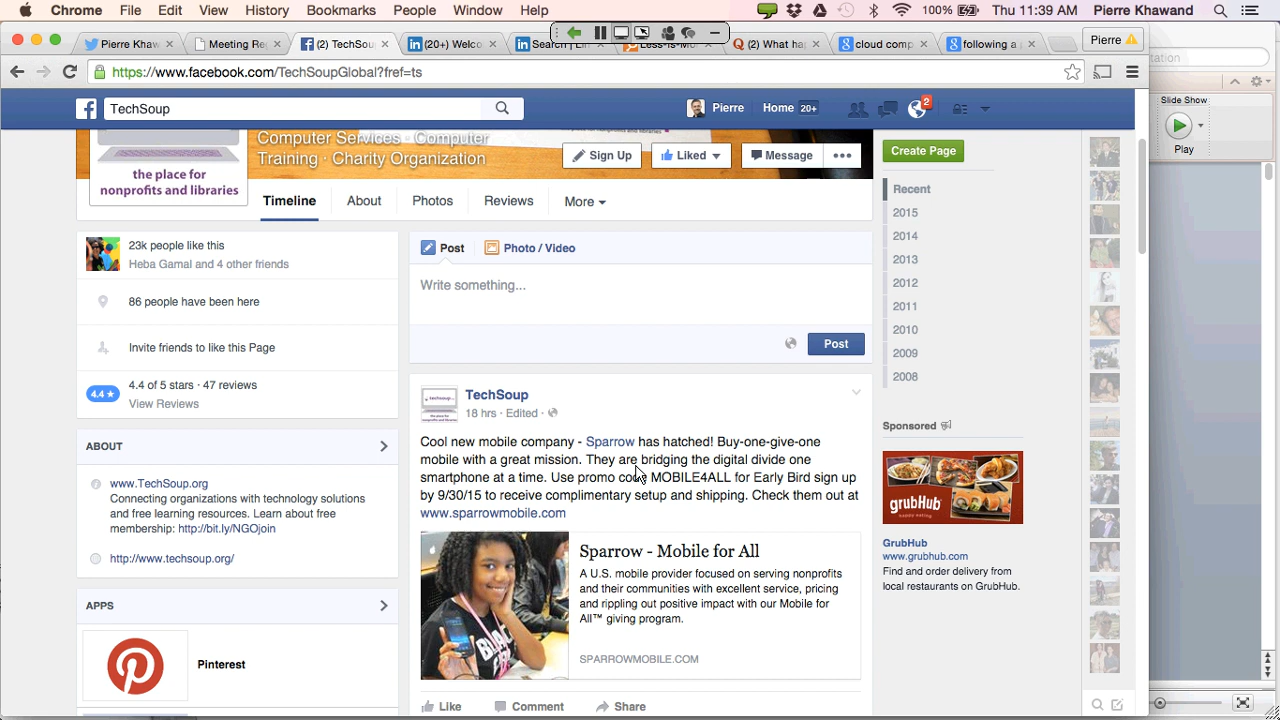 Chrome File Edit View History Bookmarks People Window Help 100% Thu 11:39 AM Pierre Khawand
Pierre Khaw Meeting Re (2) TechSou (20+) Welco Search | Lin Less-is-Mo (2) What ha cloud comp following a Pierre
https://www.facebook.com/TechSoupGlobal?fref=ts
TechSoup
Pierre Home 20+ 2
Slide Show
Play
Computer Services · Computer
Training · Charity Organization
the place for
nonprofits and libraries
Sign Up Liked Message •••
Create Page
Timeline About Photos Reviews More
Recent
2015
2014
2013
2012
2011
2010
2009
2008
23k people like this
Heba Gamal and 4 other friends
86 people have been here
Invite friends to like this Page
4.4 ★
4.4 of 5 stars · 47 reviews
View Reviews
Post Photo / Video
Write something...
Post
ABOUT
www.TechSoup.org
Connecting organizations with technology solutions
and free learning resources. Learn about free
membership: http://bit.ly/NGOjoin
http://www.techsoup.org/
APPS
Pinterest
TechSoup
18 hrs · Edited ·
Cool new mobile company - Sparrow has hatched! Buy-one-give-one
mobile with a great mission. They are bridging the digital divide one
smartphone at a time. Use promo code MOBILE4ALL for Early Bird sign up
by 9/30/15 to receive complimentary setup and shipping. Check them out at
www.sparrowmobile.com
Sparrow - Mobile for All
A U.S. mobile provider focused on serving nonprofits
and their communities with excellent service, pricing
and rippling out positive impact with our Mobile for
All™ giving program.
SPARROWMOBILE.COM
Like Comment Share
Sponsored
grubHub
GrubHub
www.grubhub.com
Find and order delivery from
local restaurants on GrubHub.